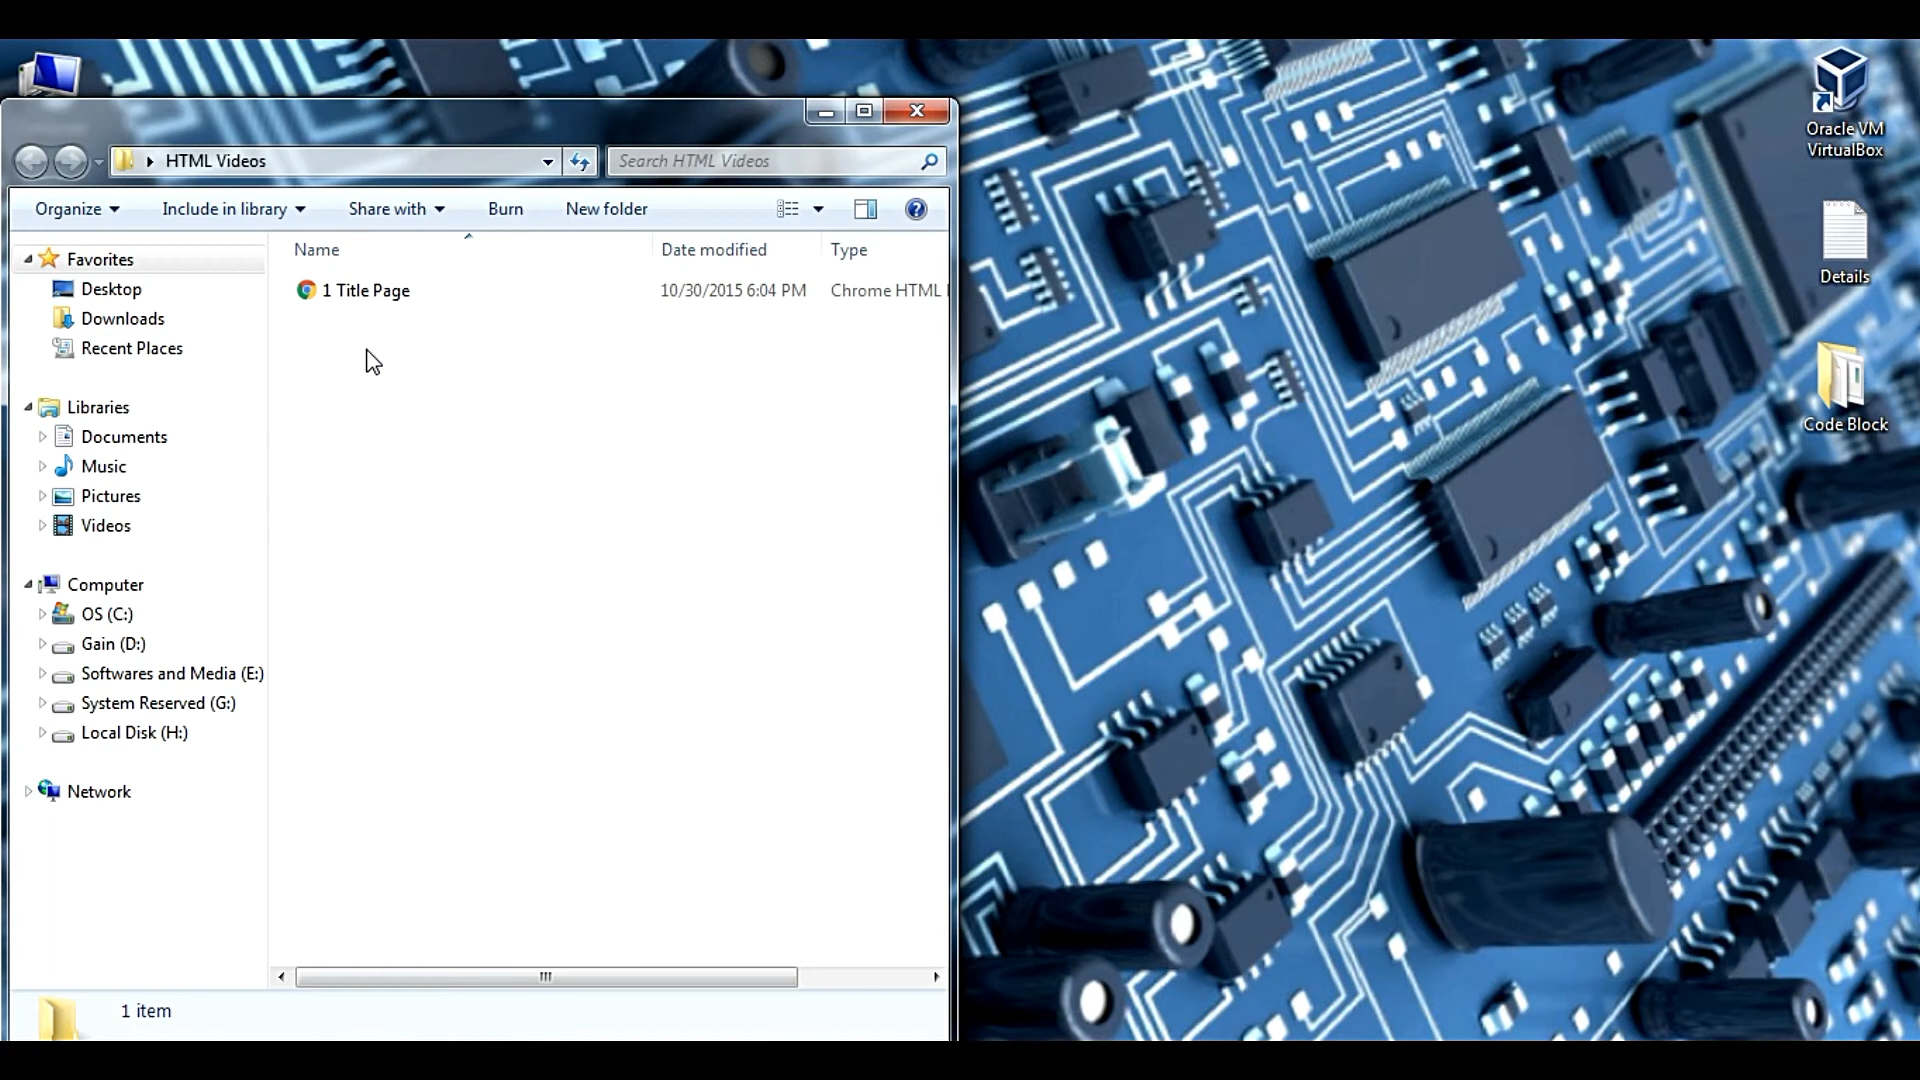 HTML Videos
Search HTML Videos
Organize
Include in library
Share with
Burn
New folder
Name
Date modified
Type
1 Title Page
10/30/2015 6:04 PM
Chrome HTML
Favorites
Desktop
Downloads
Recent Places
Libraries
Documents
Music
Pictures
Videos
Computer
OS (C:)
Gain (D:)
Softwares and Media (E:)
System Reserved (G:)
Local Disk (H:)
Network
1 item
Oracle VM
VirtualBox
Details
Code Block